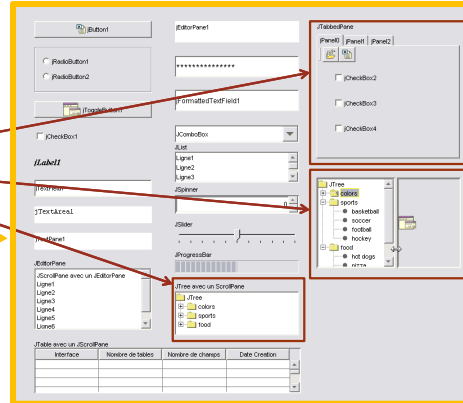 jButton1
jRadioButton1
jRadioButton2
jToggleButton1
jCheckBox1
jLabel1
jTextField1
jTextArea1
jTextPane1
JEditorPane
JScrollPane avec un JEditorPane
Ligne1
Ligne2
Ligne3
Ligne4
Ligne5
Ligne6
jEditorPane1
***************
jFormattedTextField1
JComboBox
JList
Ligne1
Ligne2
Ligne3
JSpinner
0
JSlider
JProgressBar
JTree avec un ScrollPane
JTree
colors
sports
food
JTabbedPane
jPanel0 jPanel1 jPanel2
jCheckBox2
jCheckBox3
jCheckBox4
JTree
colors
sports
basketball
soccer
football
hockey
food
hot dogs
pizza
JTable avec un JScrollPane
Interface Nombre de tables Nombre de champs Date Creation